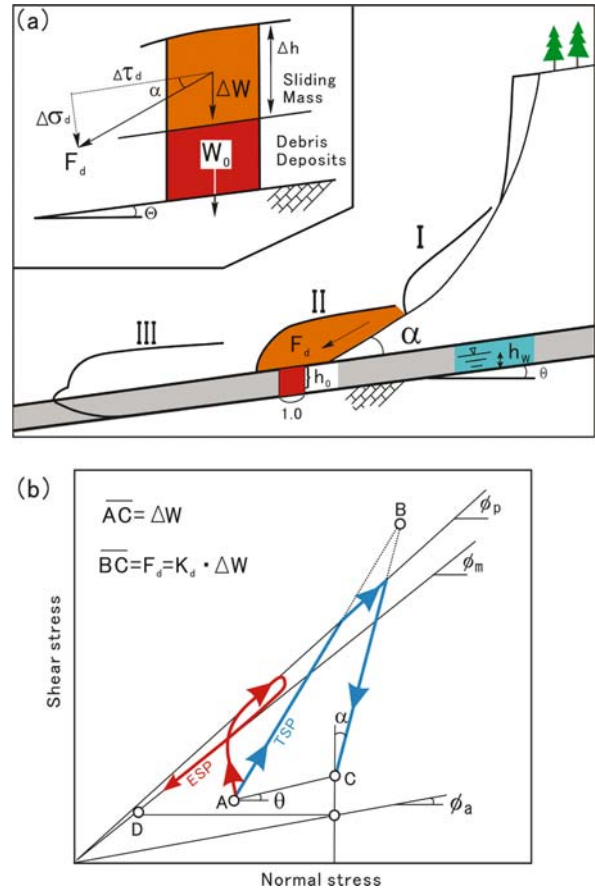 (a)
Δh
Δτd
α
ΔW
Sliding
Mass
Δσd
Fd
W0
Debris
Deposits
Θ
I
II
III
Fd
α
hw
h0
θ
1.0
(b)
AC=ΔW
BC=Fd=Kd・ΔW
B
ϕp
ϕm
Shear stress
ESP
TSP
α
A
θ
C
D
ϕa
Normal stress